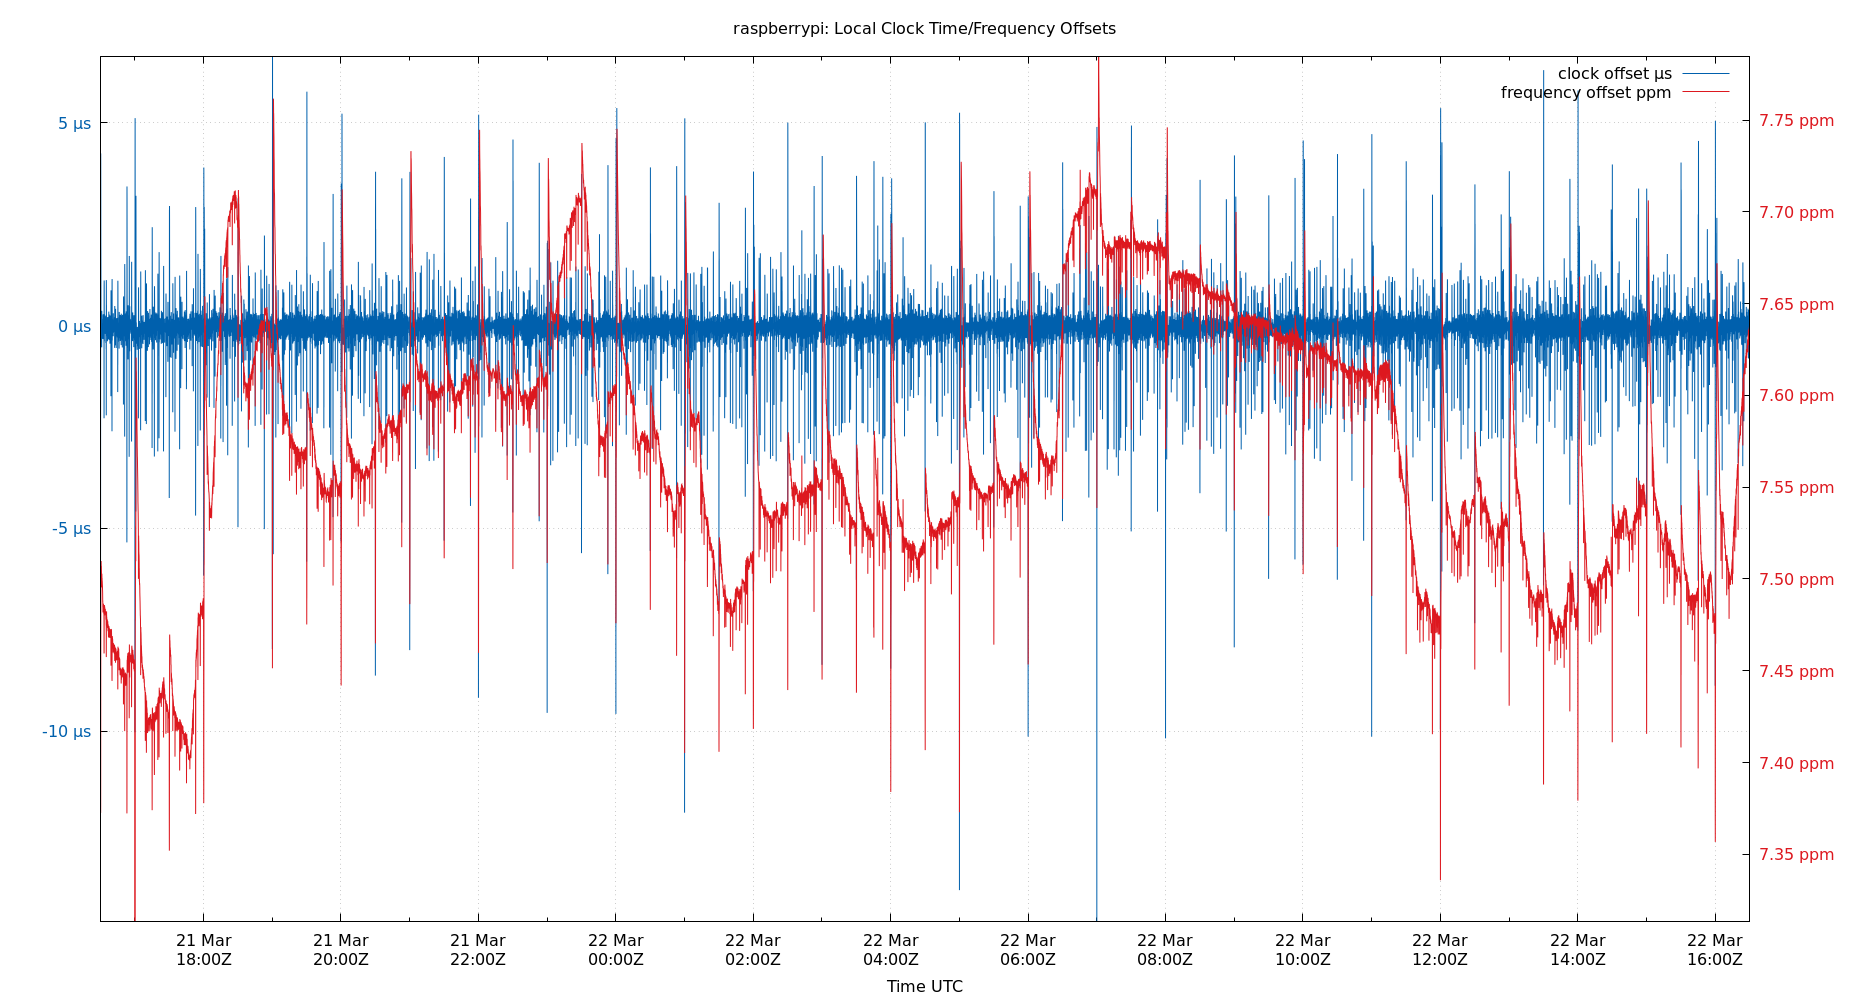 raspberrypi: Local Clock Time/Frequency Offsets
clock offset µs
frequency offset ppm
5 µs
0 µs
-5 µs
-10 µs
7.75 ppm
7.70 ppm
7.65 ppm
7.60 ppm
7.55 ppm
7.50 ppm
7.45 ppm
7.40 ppm
7.35 ppm
21 Mar 21 Mar 21 Mar 22 Mar 22 Mar 22 Mar 22 Mar 22 Mar 22 Mar 22 Mar 22 Mar 22 Mar
18:00Z 20:00Z 22:00Z 00:00Z 02:00Z 04:00Z 06:00Z 08:00Z 10:00Z 12:00Z 14:00Z 16:00Z
Time UTC